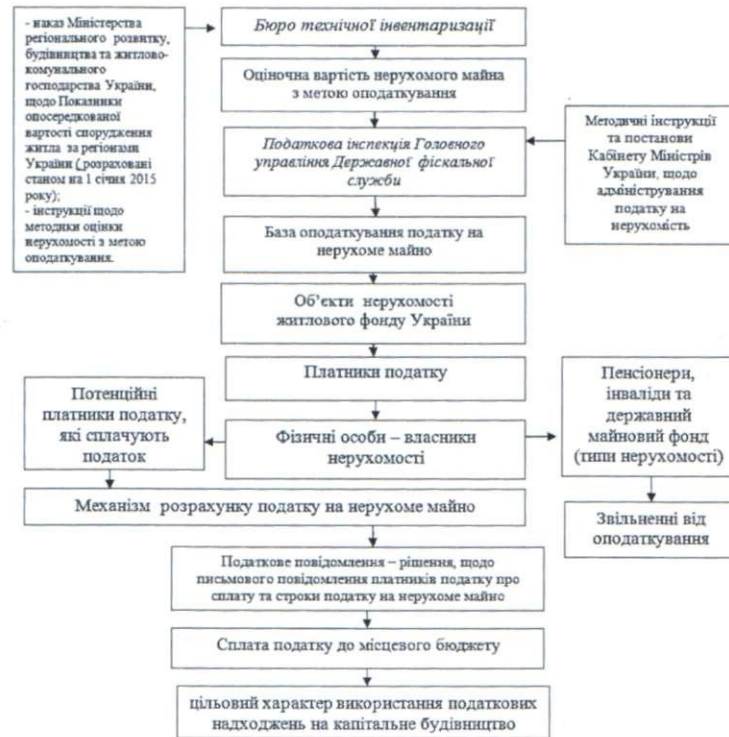 - наказ Міністерства
регіонального розвитку,
будівництва та житлово-
комунального
господарства України,
щодо Показники
опосередкованої
вартості спорудження
житла за регіонами
України (розраховані
станом на 1 січня 2015
року);
- інструкції щодо
методики оцінки
нерухомості з метою
оподаткування.
Бюро технічної інвентаризації
Оціночна вартість нерухомого майна
з метою оподаткування
Податкова інспекція Головного
управління Державної фіскальної
служби
Методичні інструкції
та постанови
Кабінету Міністрів
України, щодо
адміністрування
податку на
нерухомість
База оподаткування податку на
нерухоме майно
Об’єкти нерухомості
житлового фонду України
Платники податку
Потенційні
платники податку,
які сплачують
податок
Фізичні особи – власники
нерухомості
Пенсіонери,
інваліди та
державний
майновий фонд
(типи нерухомості)
Механізм розрахунку податку на нерухоме майно
Звільненні від
оподаткування
Податкове повідомлення – рішення, щодо
письмового повідомлення платників податку про
сплату та строки податку на нерухоме майно
Сплата податку до місцевого бюджету
цільовий характер використання податкових
надходжень на капітальне будівництво